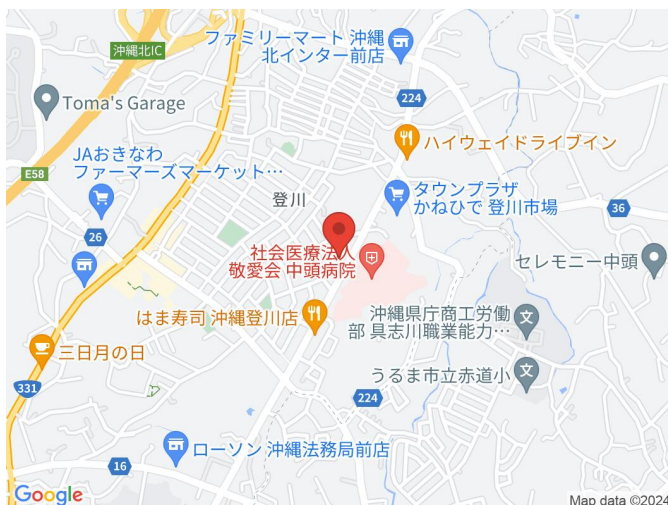 ファミリーマート 沖縄
北インター前店
沖縄北IC
Toma's Garage
224
ハイウェイドライブイン
JAおきなわ
ファーマーズマーケット…
E58
登川
タウンプラザ
かねひで 登川市場
36
26
社会医療法人
敬愛会 中頭病院
セレモニー中頭
はま寿司 沖縄登川店
沖縄県庁商工労働
部 具志川職業能力…
三日月の日
うるま市立赤道小
331
224
ローソン 沖縄法務局前店
16
Google
Map data ©2024